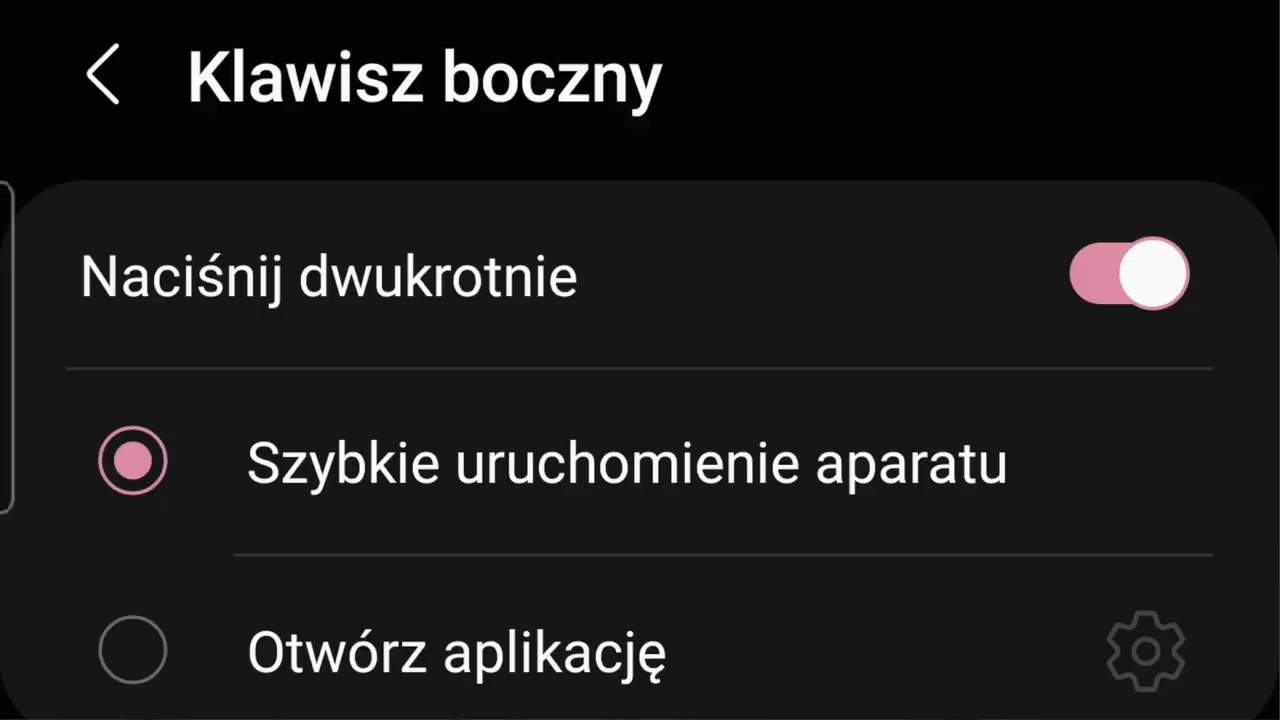 Klawisz boczny
Naciśnij dwukrotnie
Szybkie uruchomienie aparatu
Otwórz aplikację